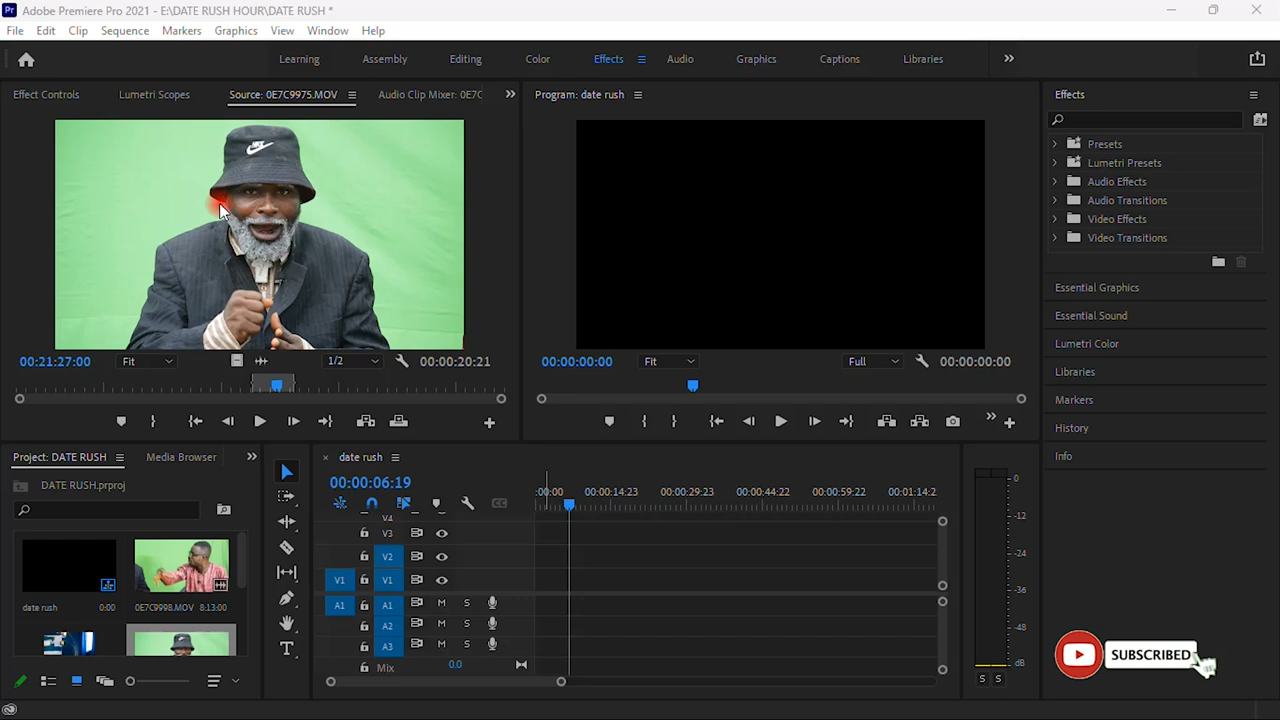 Pr Adobe Premiere Pro 2021 - E:\DATE RUSH HOUR\DATE RUSH *
File Edit Clip Sequence Markers Graphics View Window Help
Learning Assembly Editing Color Effects Audio Graphics Captions Libraries
Effect Controls Lumetri Scopes Source: 0E7C9975.MOV Audio Clip Mixer: 0E7C
Program: date rush
Effects
Presets
Lumetri Presets
Audio Effects
Audio Transitions
Video Effects
Video Transitions
Essential Graphics
Essential Sound
Lumetri Color
Libraries
Markers
History
Info
00:21:27:00 Fit 1/2 00:00:20:21
00:00:00:00 Fit Full 00:00:00:00
Project: DATE RUSH Media Browser
DATE RUSH.prproj
date rush 0:00
0E7C9998.MOV 8:13:00
date rush
00:00:06:19
:00:00 00:00:14:23 00:00:29:23 00:00:44:22 00:00:59:22 00:01:14:2
V4
V3
V2
V1 V1
A1 A1 M S
A2 M S
A3 M S
Mix 0.0
0
-12
-24
-36
-48
dB
S S
SUBSCRIBED